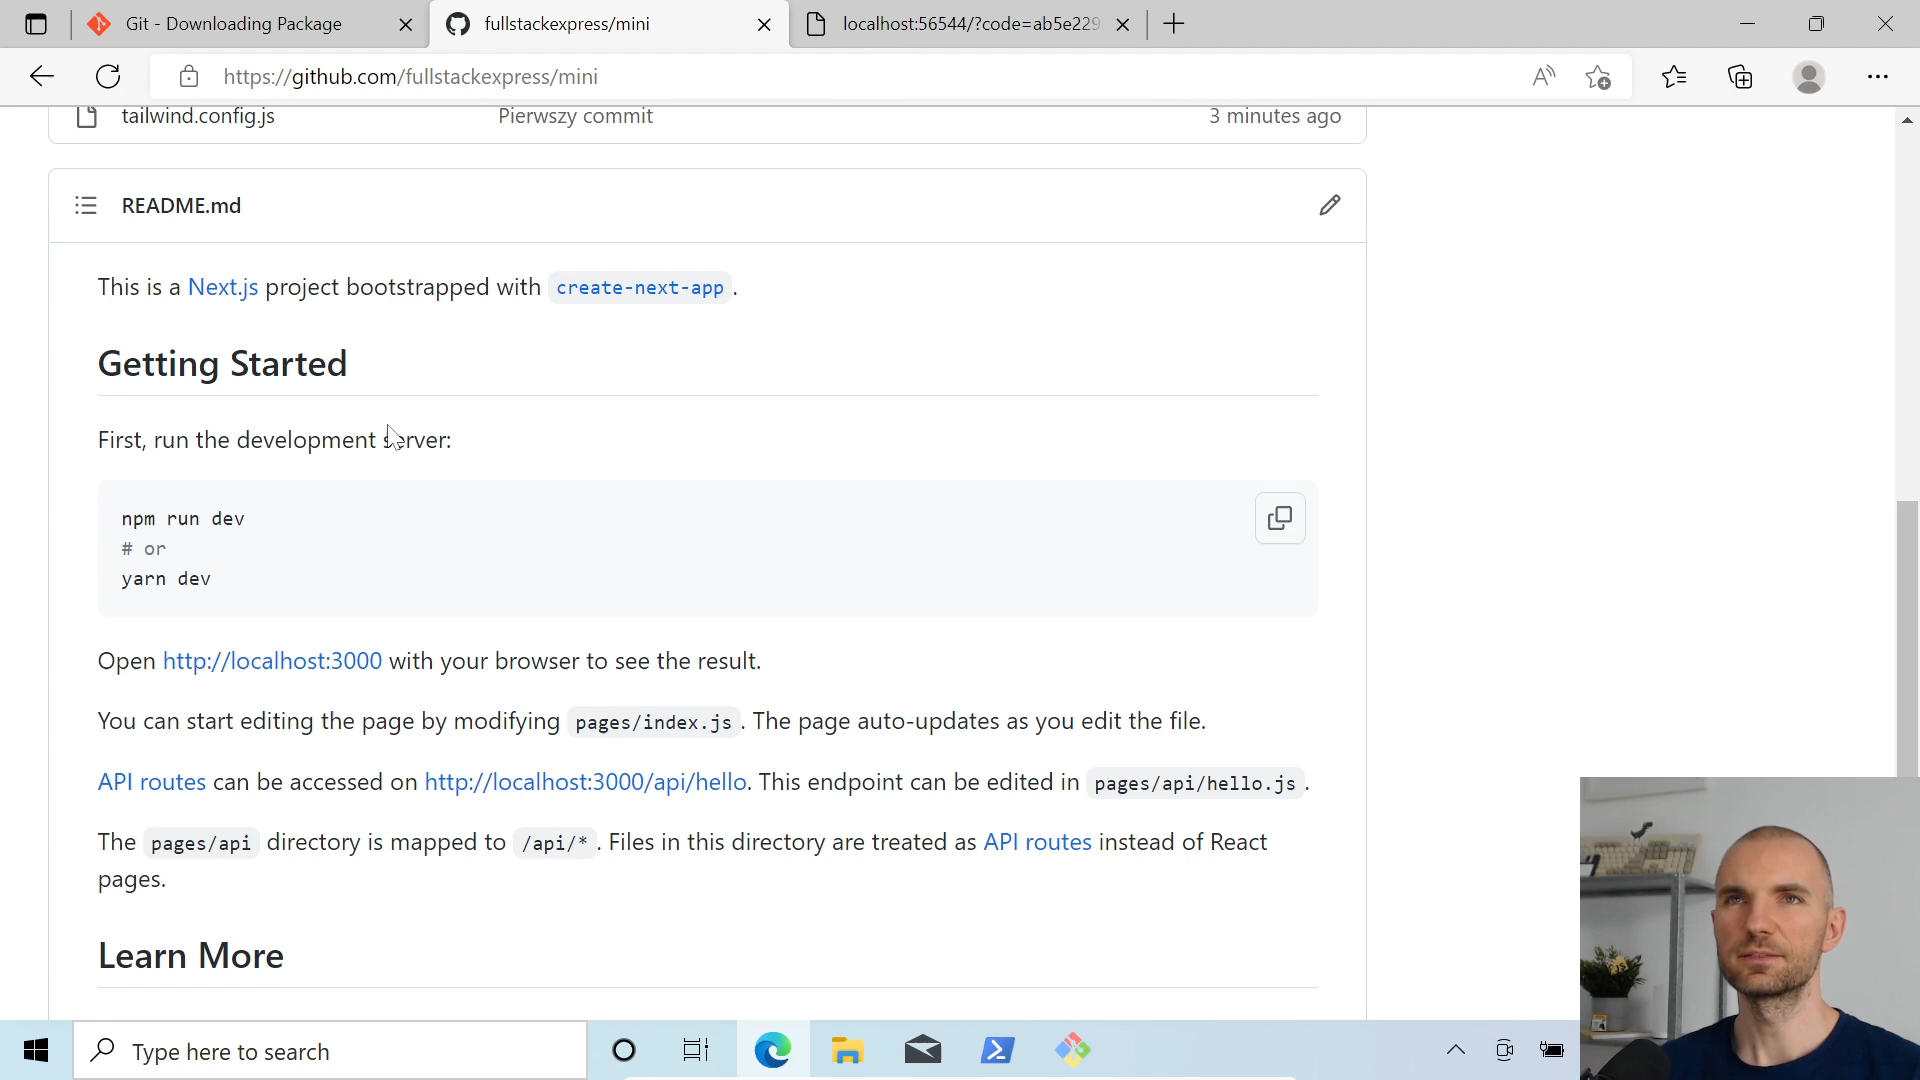 Git - Downloading Package
fullstackexpress/mini
localhost:56544/?code=ab5e229
https://github.com/fullstackexpress/mini
tailwind.config.js Pierwszy commit 3 minutes ago
README.md
This is a Next.js project bootstrapped with create-next-app.
Getting Started
First, run the development server:
npm run dev
# or
yarn dev
Open http://localhost:3000 with your browser to see the result.
You can start editing the page by modifying pages/index.js. The page auto-updates as you edit the file.
API routes can be accessed on http://localhost:3000/api/hello. This endpoint can be edited in pages/api/hello.js.
The pages/api directory is mapped to /api/*. Files in this directory are treated as API routes instead of React
pages.
Learn More
Type here to search